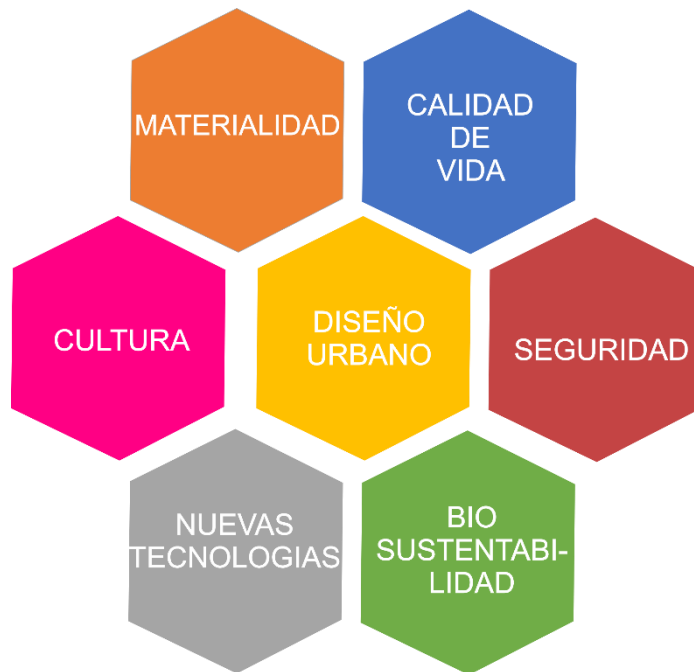 MATERIALIDAD
CALIDAD
DE
VIDA
CULTURA
DISEÑO
URBANO
SEGURIDAD
NUEVAS
TECNOLOGIAS
BIO
SUSTENTABI-
LIDAD